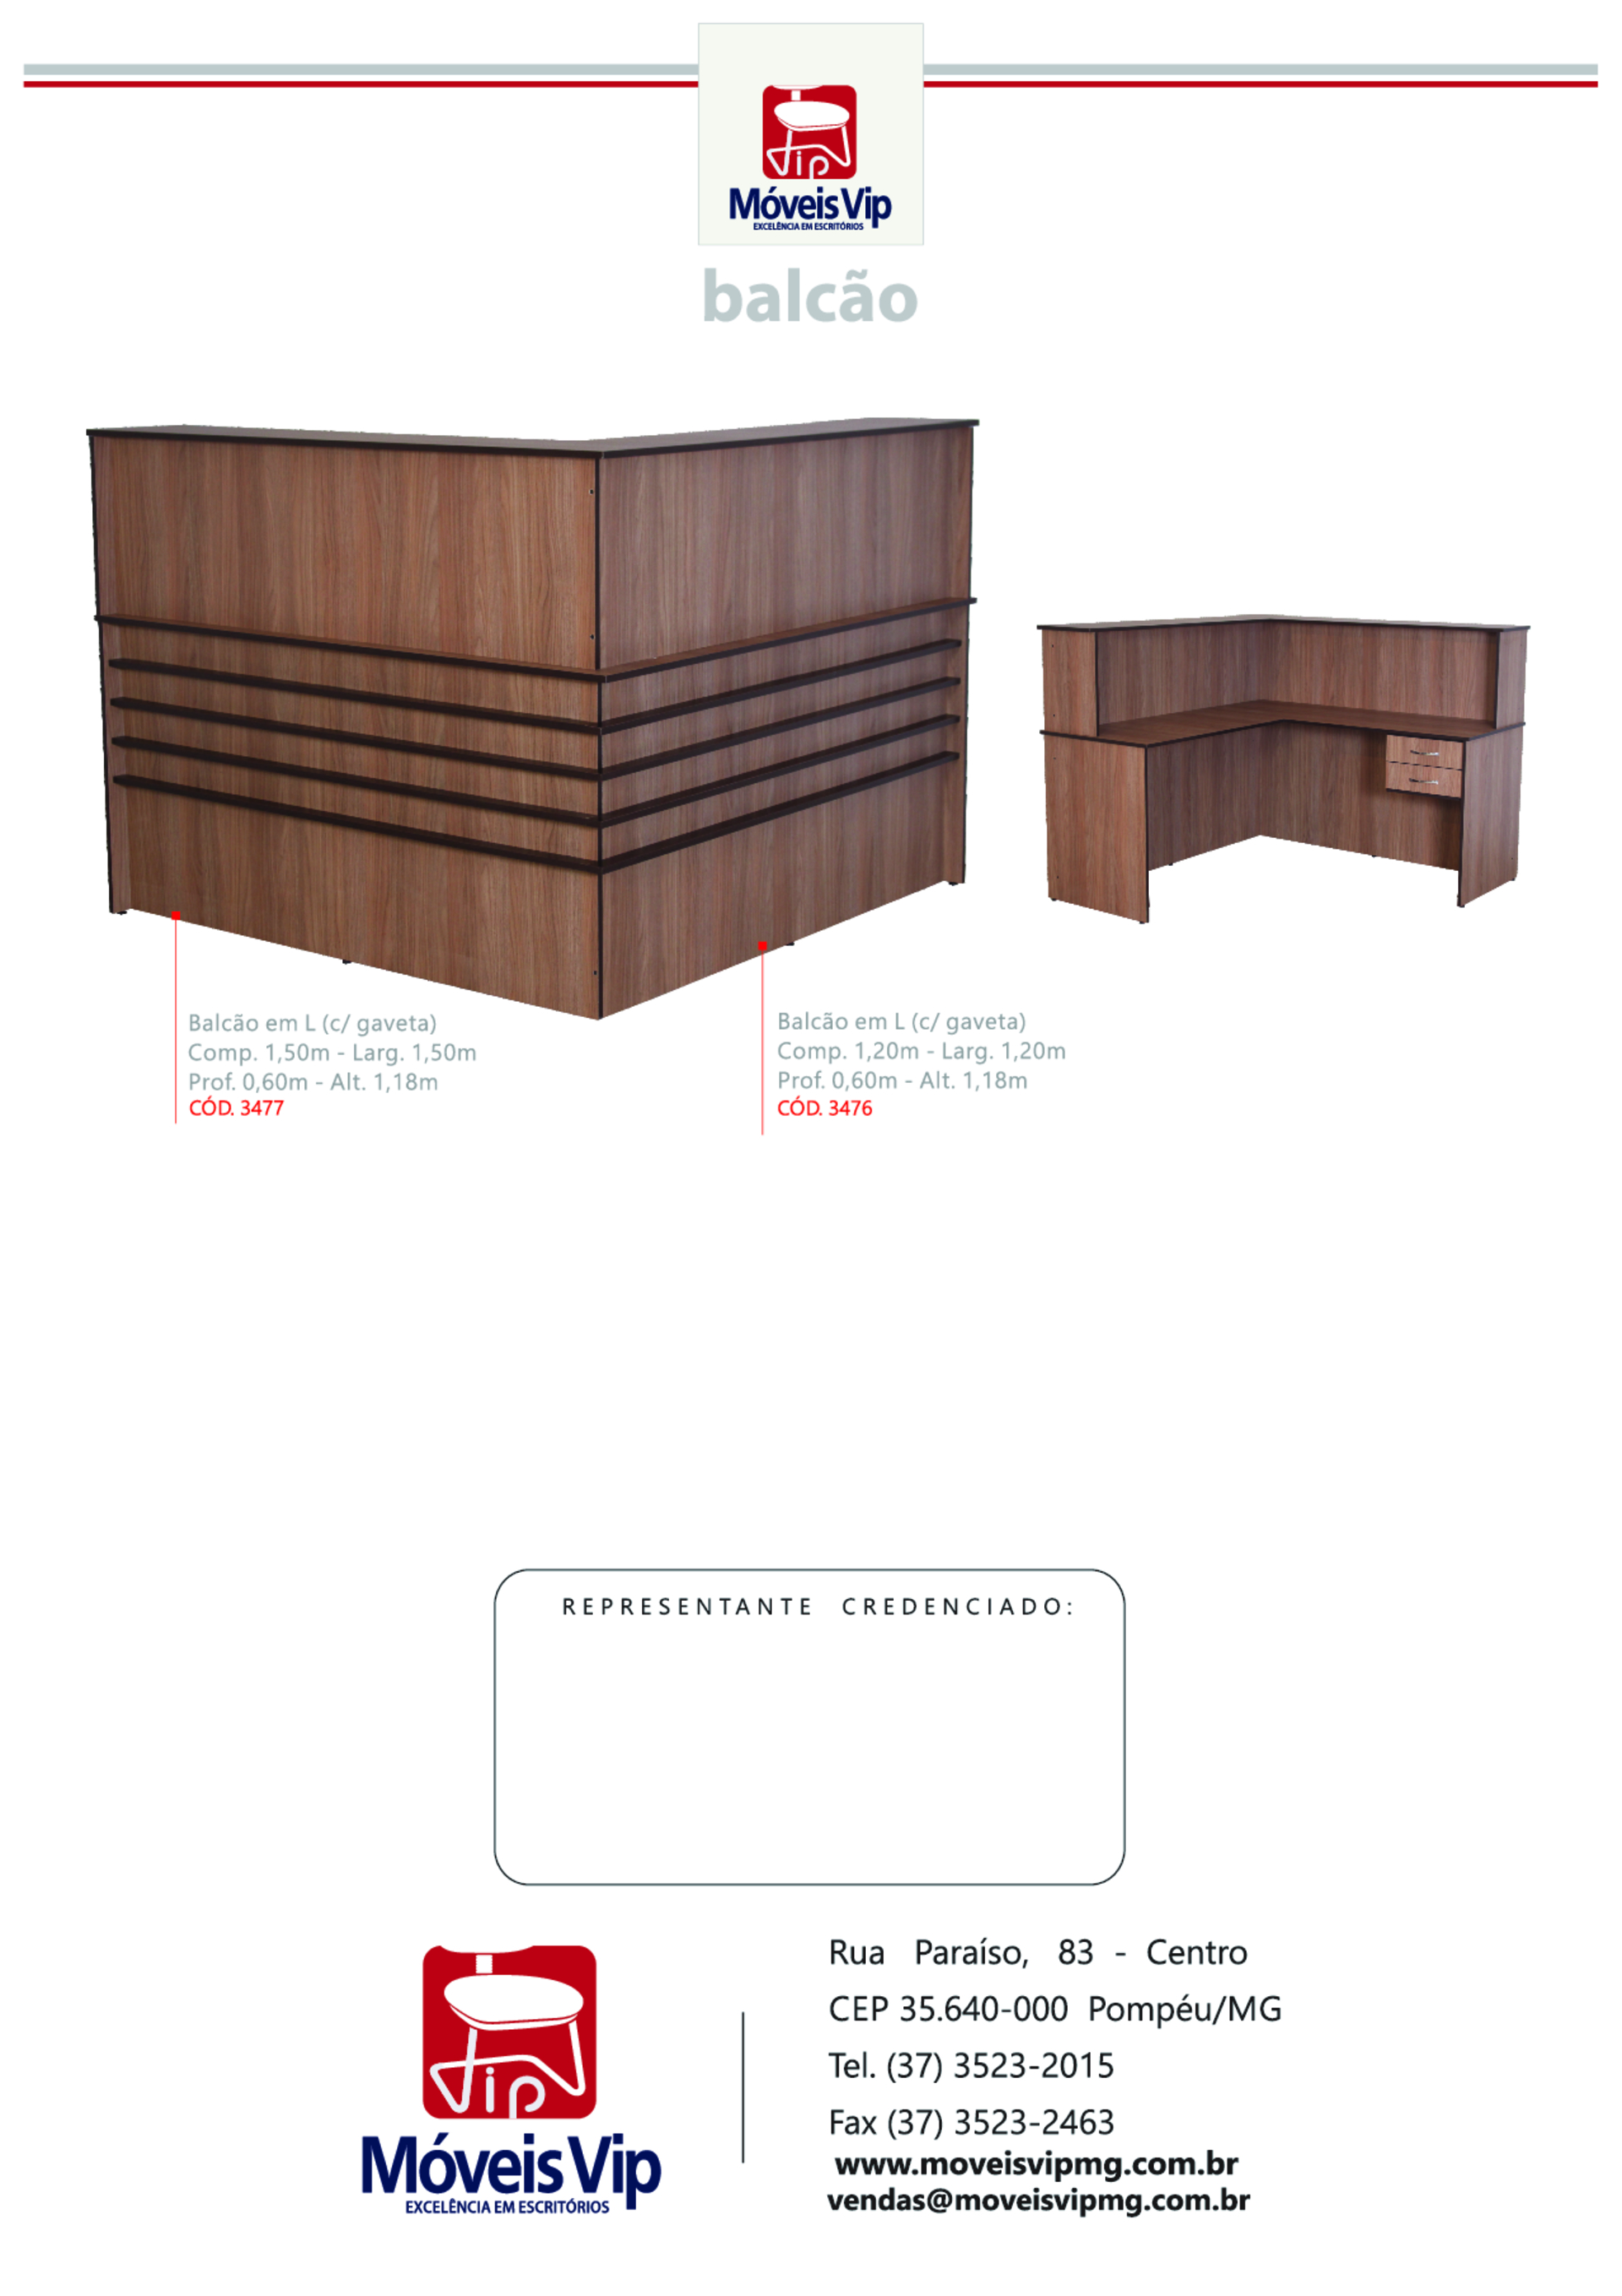 Vip
Móveis Vip
EXCELÊNCIA EM ESCRITÓRIOS
balcão
Balcão em L (c/ gaveta)
Comp. 1,50m - Larg. 1,50m
Prof. 0,60m - Alt. 1,18m
CÓD. 3477
Balcão em L (c/ gaveta)
Comp. 1,20m - Larg. 1,20m
Prof. 0,60m - Alt. 1,18m
CÓD. 3476
REPRESENTANTE CREDENCIADO:
Vip
Móveis Vip
EXCELÊNCIA EM ESCRITÓRIOS
Rua Paraíso, 83 - Centro
CEP 35.640-000 Pompéu/MG
Tel. (37) 3523-2015
Fax (37) 3523-2463
www.moveisvipmg.com.br
vendas@moveisvipmg.com.br